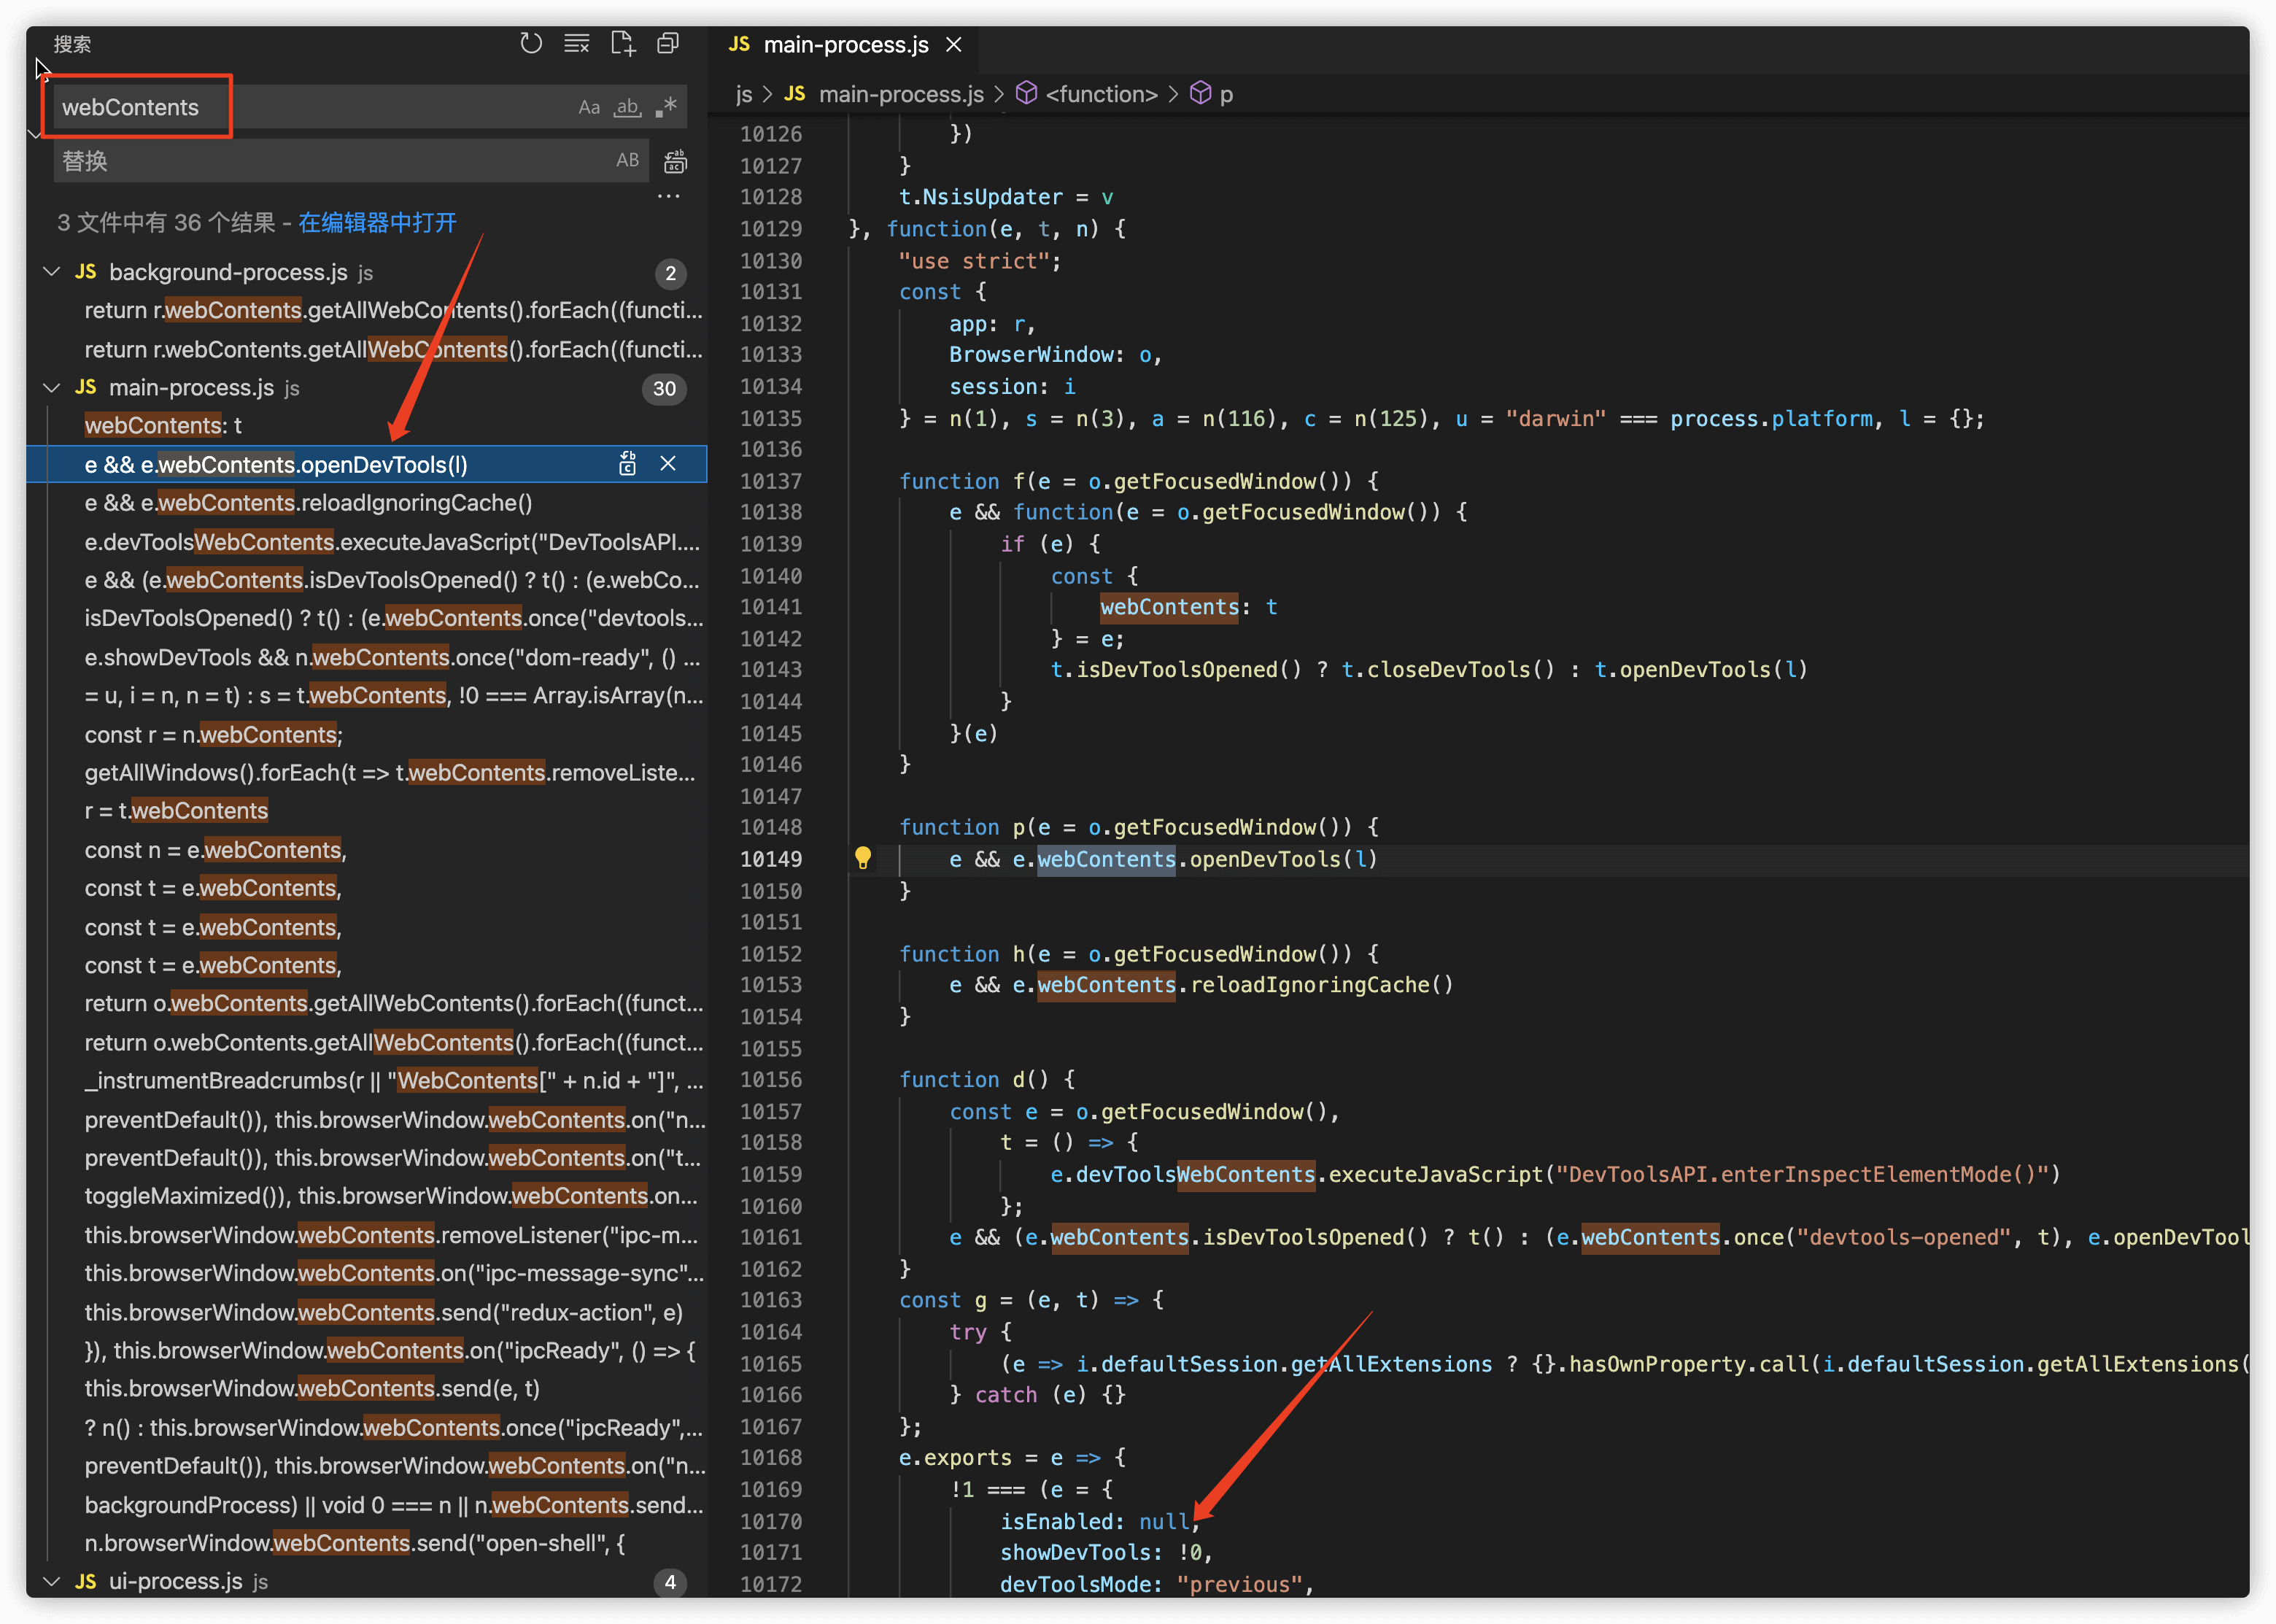 搜索
webContents
Aa ab .*
替换
AB
3 文件中有 36 个结果 - 在编辑器中打开
JS background-process.js js 2
return r.webContents.getAllWebContents().forEach((functi...
return r.webContents.getAllWebContents().forEach((functi...
JS main-process.js js 30
webContents: t
e && e.webContents.openDevTools(l)
e && e.webContents.reloadIgnoringCache()
e.devToolsWebContents.executeJavaScript("DevToolsAPI....
e && (e.webContents.isDevToolsOpened() ? t() : (e.webCo...
isDevToolsOpened() ? t() : (e.webContents.once("devtools...
e.showDevTools && n.webContents.once("dom-ready", () ...
= u, i = n, n = t) : s = t.webContents, !0 === Array.isArray(n...
const r = n.webContents;
getAllWindows().forEach(t => t.webContents.removeListe...
r = t.webContents
const n = e.webContents,
const t = e.webContents,
const t = e.webContents,
const t = e.webContents,
return o.webContents.getAllWebContents().forEach((funct...
return o.webContents.getAllWebContents().forEach((funct...
_instrumentBreadcrumbs(r || "WebContents[" + n.id + "]", ...
preventDefault()), this.browserWindow.webContents.on("n...
preventDefault()), this.browserWindow.webContents.on("t...
toggleMaximized()), this.browserWindow.webContents.on...
this.browserWindow.webContents.removeListener("ipc-m...
this.browserWindow.webContents.on("ipc-message-sync"...
this.browserWindow.webContents.send("redux-action", e)
}), this.browserWindow.webContents.on("ipcReady", () => {
this.browserWindow.webContents.send(e, t)
? n() : this.browserWindow.webContents.once("ipcReady",...
preventDefault()), this.browserWindow.webContents.on("n...
backgroundProcess) || void 0 === n || n.webContents.send...
n.browserWindow.webContents.send("open-shell", {
JS ui-process.js js 4
JS main-process.js
js > JS main-process.js > <function> > p
10126 })
10127 }
10128 t.NsisUpdater = v
10129 }, function(e, t, n) {
10130 "use strict";
10131 const {
10132 app: r,
10133 BrowserWindow: o,
10134 session: i
10135 } = n(1), s = n(3), a = n(116), c = n(125), u = "darwin" === process.platform, l = {};
10136
10137 function f(e = o.getFocusedWindow()) {
10138 e && function(e = o.getFocusedWindow()) {
10139 if (e) {
10140 const {
10141 webContents: t
10142 } = e;
10143 t.isDevToolsOpened() ? t.closeDevTools() : t.openDevTools(l)
10144 }
10145 }(e)
10146 }
10147
10148 function p(e = o.getFocusedWindow()) {
10149 e && e.webContents.openDevTools(l)
10150 }
10151
10152 function h(e = o.getFocusedWindow()) {
10153 e && e.webContents.reloadIgnoringCache()
10154 }
10155
10156 function d() {
10157 const e = o.getFocusedWindow(),
10158 t = () => {
10159 e.devToolsWebContents.executeJavaScript("DevToolsAPI.enterInspectElementMode()")
10160 };
10161 e && (e.webContents.isDevToolsOpened() ? t() : (e.webContents.once("devtools-opened", t), e.openDevTool
10162 }
10163 const g = (e, t) => {
10164 try {
10165 (e => i.defaultSession.getAllExtensions ? {}.hasOwnProperty.call(i.defaultSession.getAllExtensions(
10166 } catch (e) {}
10167 };
10168 e.exports = e => {
10169 !1 === (e = {
10170 isEnabled: null,
10171 showDevTools: !0,
10172 devToolsMode: "previous",